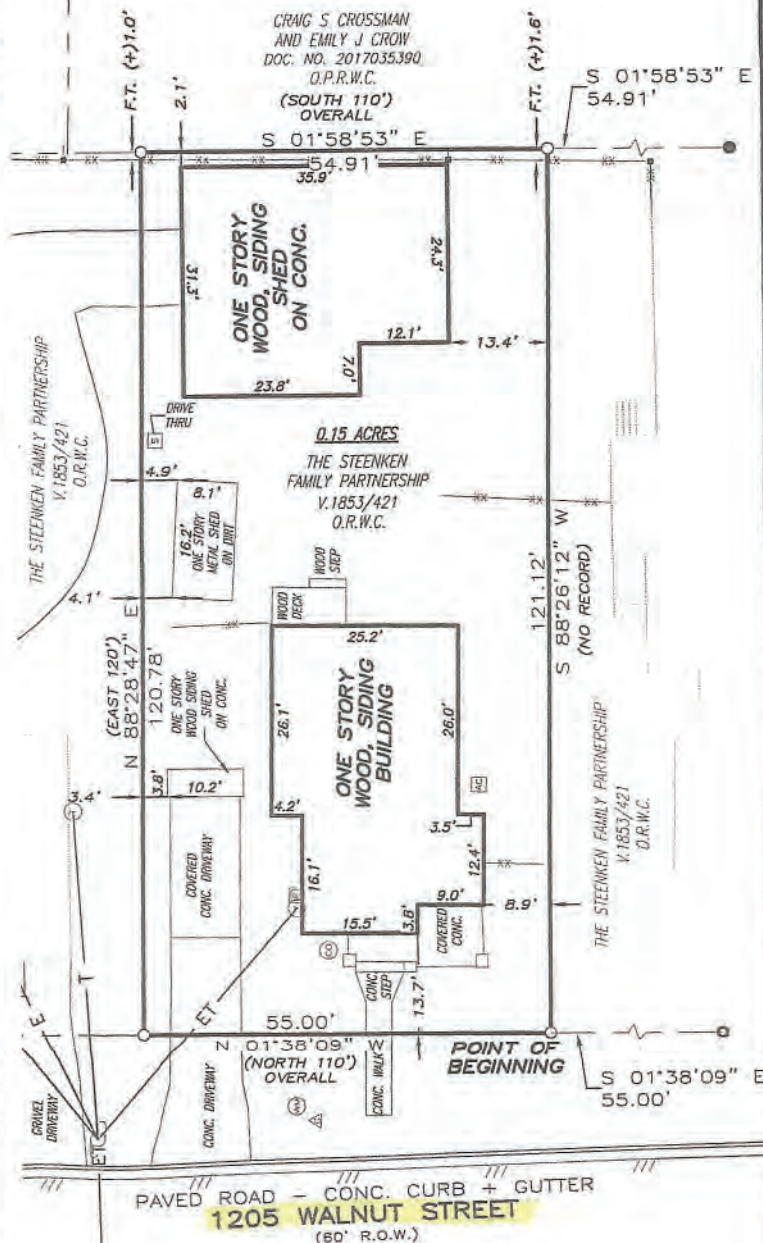 CRAIG S CROSSMAN
AND EMILY J CROW
DOC. NO. 2017035390
O.P.R.W.C.
(SOUTH 110')
OVERALL
S 01°58'53" E
54.91'
F.T. (+)1.0'
2.1'
F.T. (+)1.6'
S 01°58'53" E
54.91'
35.9'
ONE STORY
WOOD, SIDING
SHED
ON CONC.
31.3'
24.3'
12.1'
7.0'
23.8'
13.4'
DRIVE
THRU
S
THE STEENKEN FAMILY PARTNERSHIP
V.1853/421
O.R.W.C.
0.15 ACRES
THE STEENKEN
FAMILY PARTNERSHIP
V.1853/421
O.R.W.C.
4.9'
8.1'
16.2'
ONE STORY
METAL SHED
ON DIRT
4.1'
WOOD
DECK
WOOD
STEP
121.12'
S 88°26'12" W
(NO RECORD)
(EAST 120')
N 88°28'47" E
120.78'
ONE STORY
WOOD SIDING
SHED
ON CONC.
25.2'
26.1'
26.0'
ONE STORY
WOOD, SIDING
BUILDING
AC
3.4'
3.8'
10.2'
4.2'
3.5'
16.1'
12.4'
9.0'
8.9'
15.5'
3.8'
COVERED
CONC. DRIVEWAY
COVERED
CONC.
CO
CONC.
STEP
13.7'
THE STEENKEN FAMILY PARTNERSHIP
V.1853/421
O.R.W.C.
T
E
ET
55.00'
N 01°38'09" W
(NORTH 110')
OVERALL
CONC. WALK
POINT OF
BEGINNING
S 01°38'09" E
55.00'
GRAVEL
DRIVEWAY
CONC. DRIVEWAY
ET
PAVED ROAD - CONC. CURB + GUTTER
1205 WALNUT STREET
(60' R.O.W.)